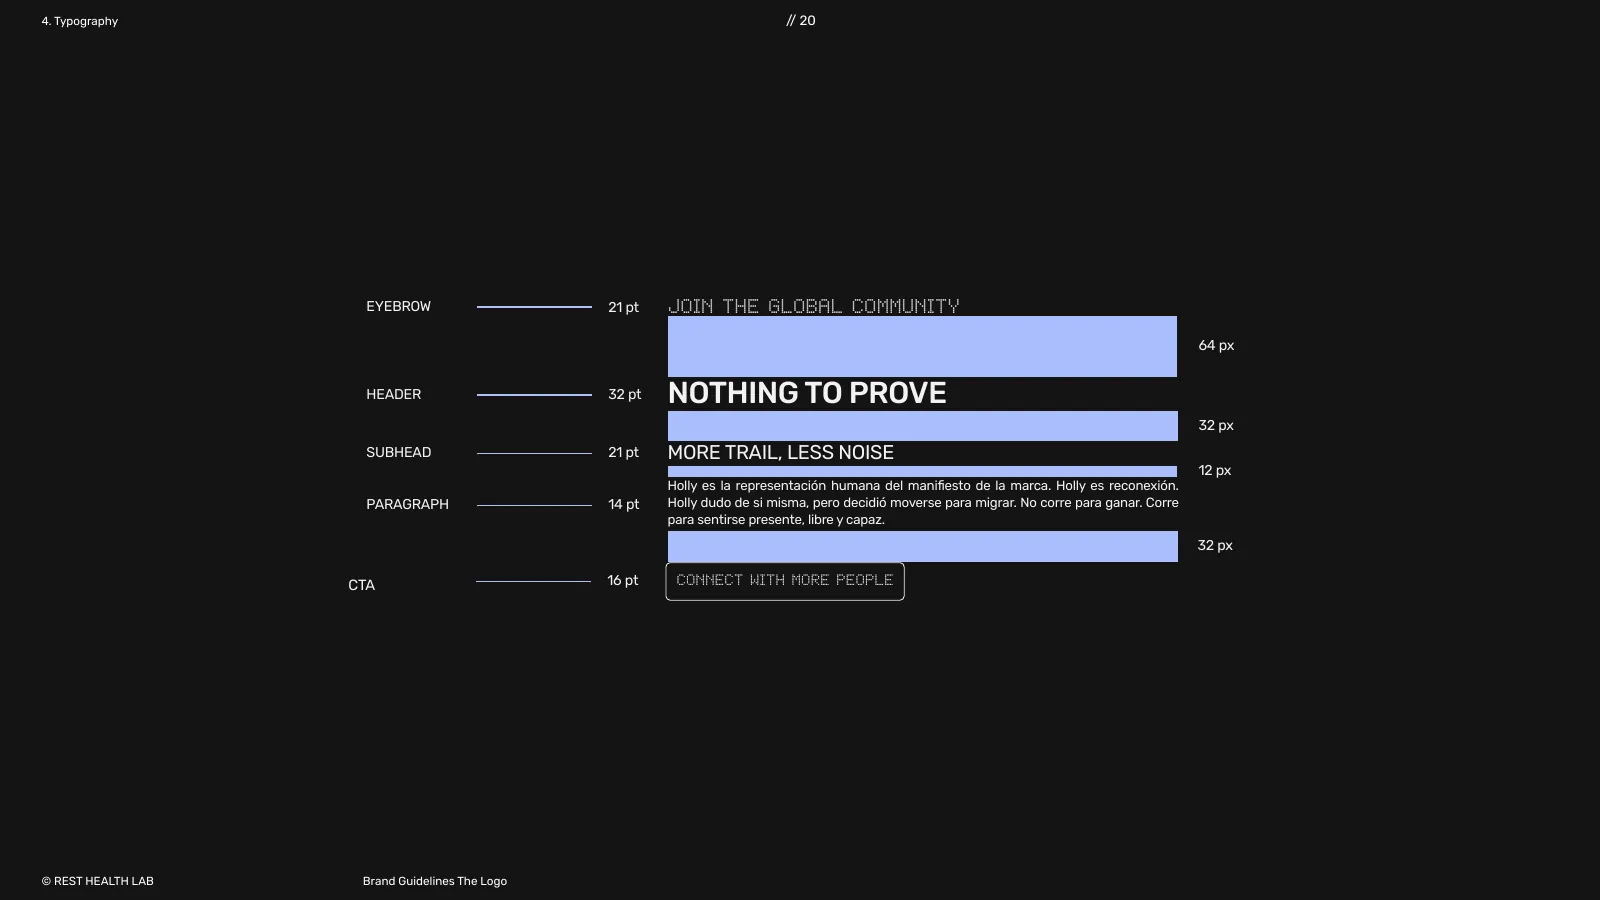 4. Typography
// 20
EYEBROW
21 pt
JOIN THE GLOBAL COMMUNITY
64 px
HEADER
32 pt
NOTHING TO PROVE
32 px
SUBHEAD
21 pt
MORE TRAIL, LESS NOISE
12 px
PARAGRAPH
14 pt
Holly es la representación humana del manifiesto de la marca. Holly es reconexión.
Holly dudo de si misma, pero decidió moverse para migrar. No corre para ganar. Corre
para sentirse presente, libre y capaz.
32 px
CTA
16 pt
CONNECT WITH MORE PEOPLE
© REST HEALTH LAB
Brand Guidelines The Logo